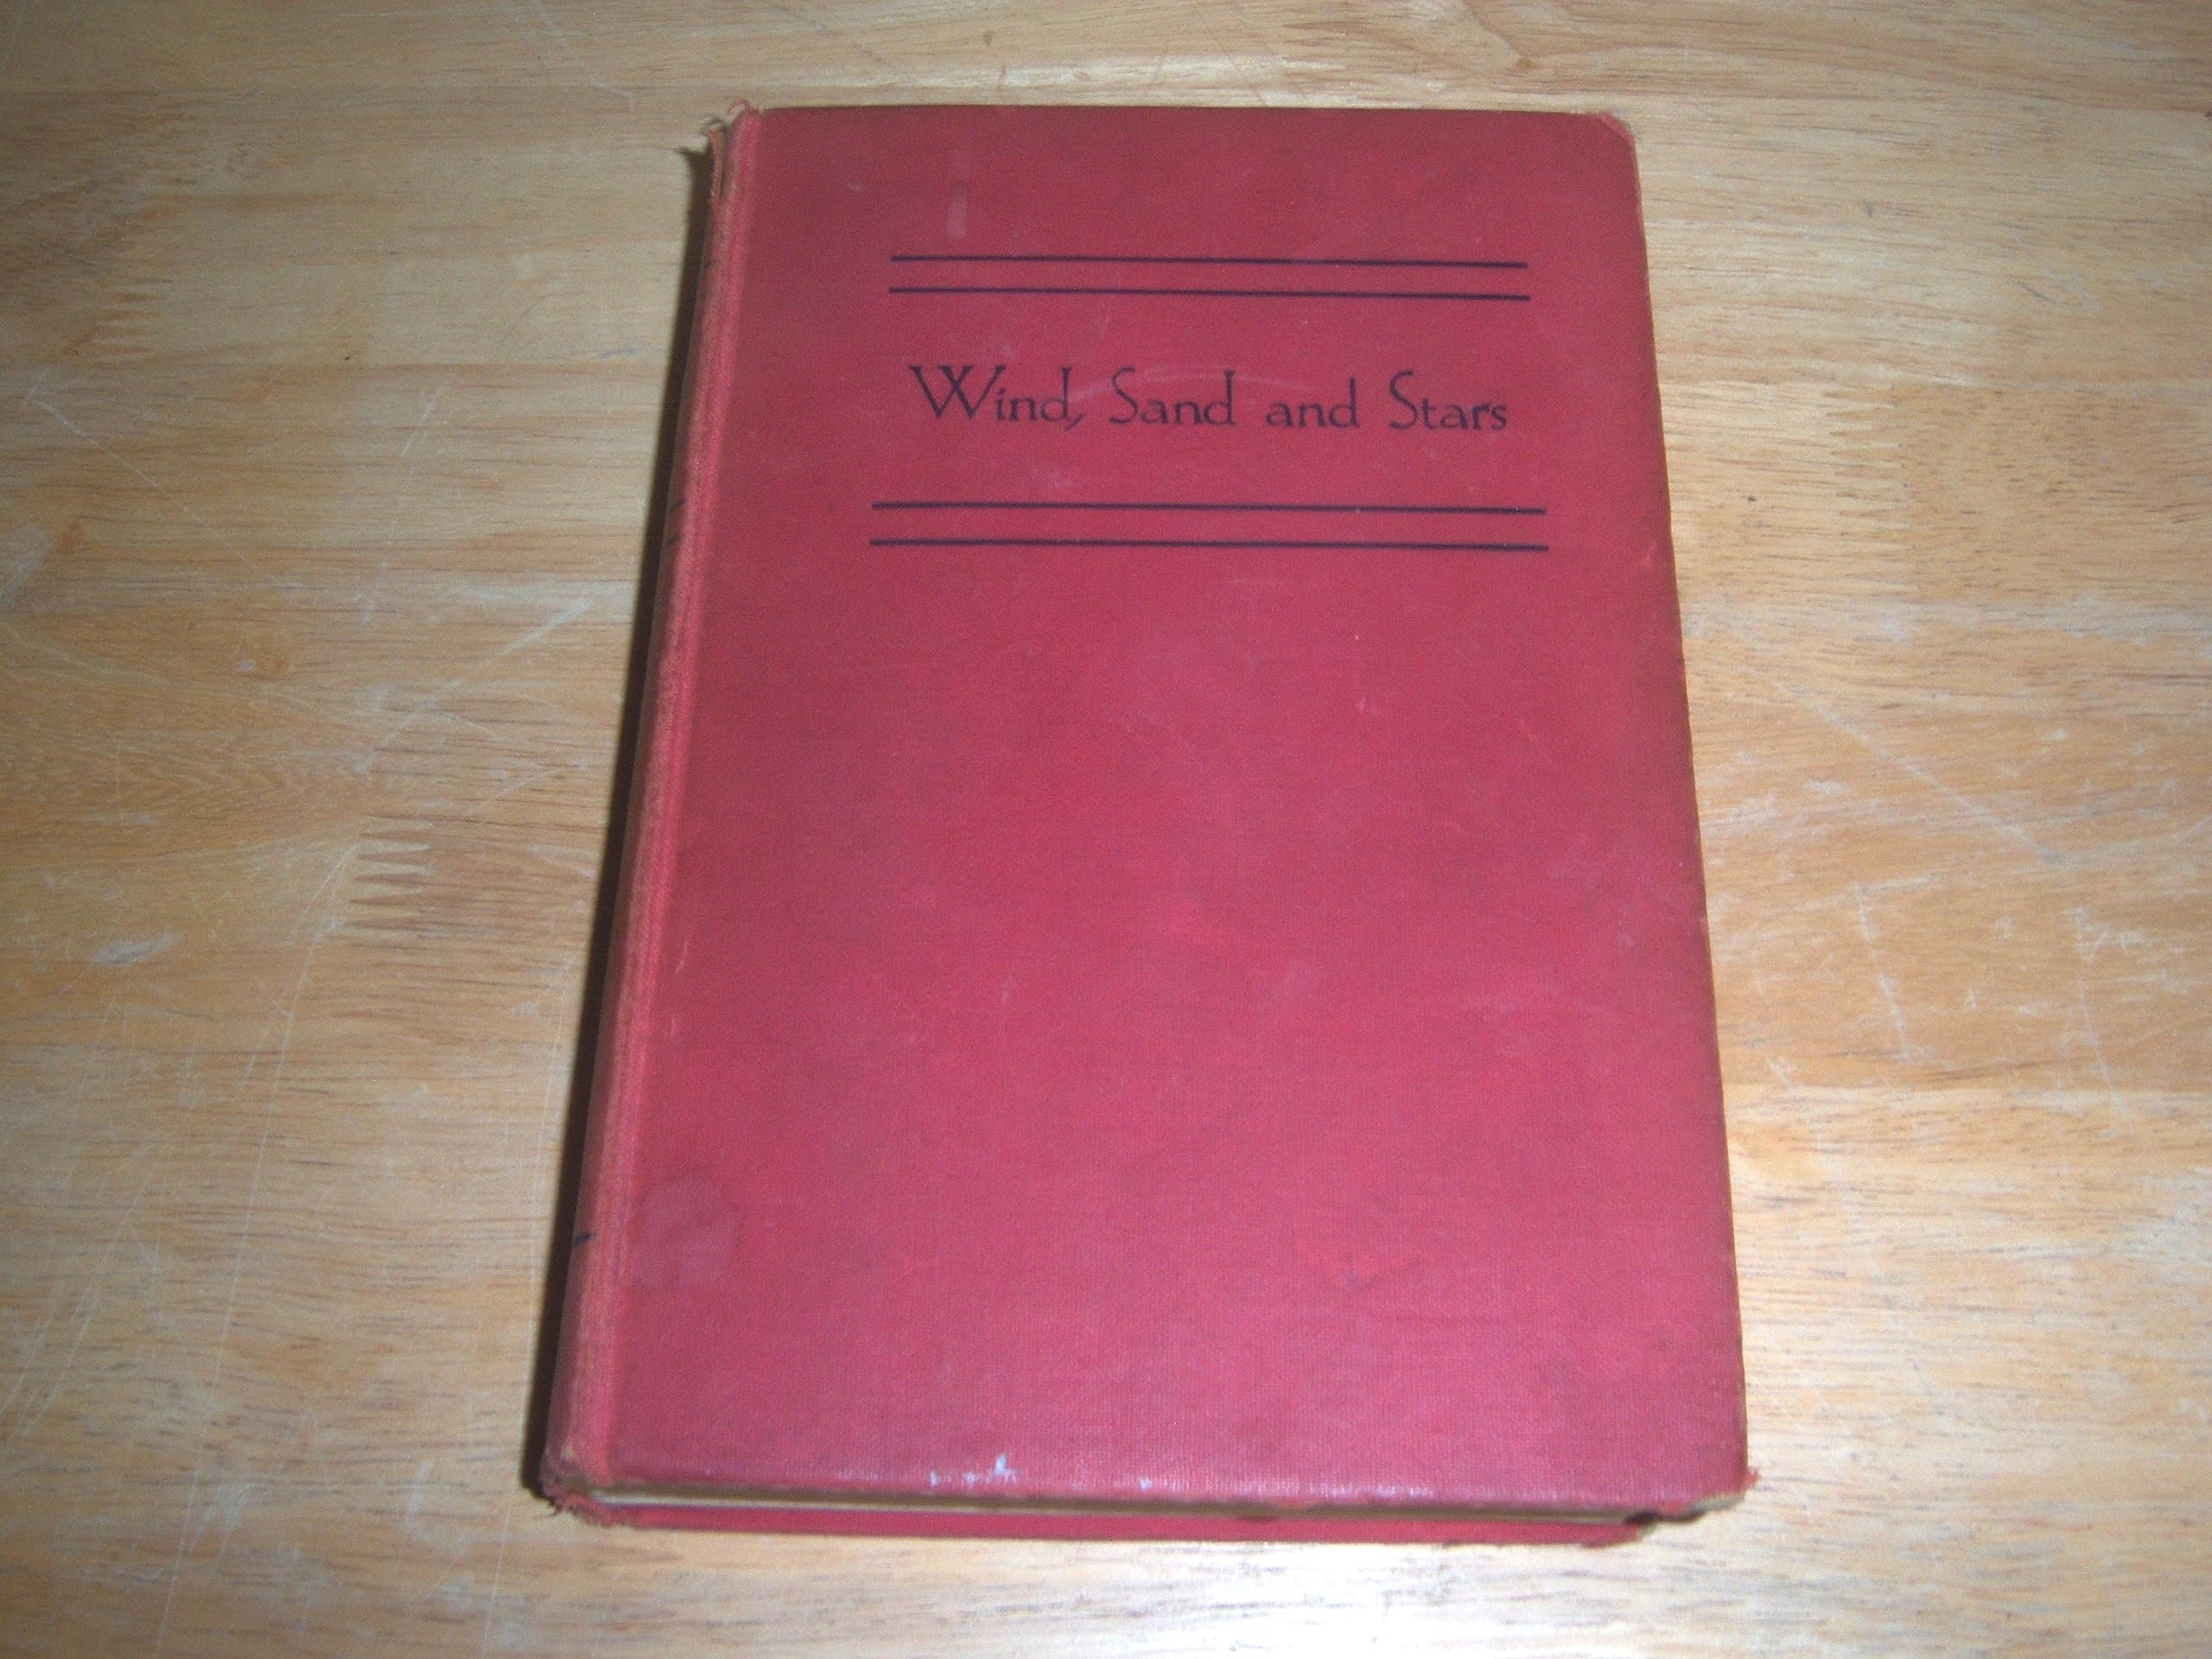 Wind, Sand and Stars